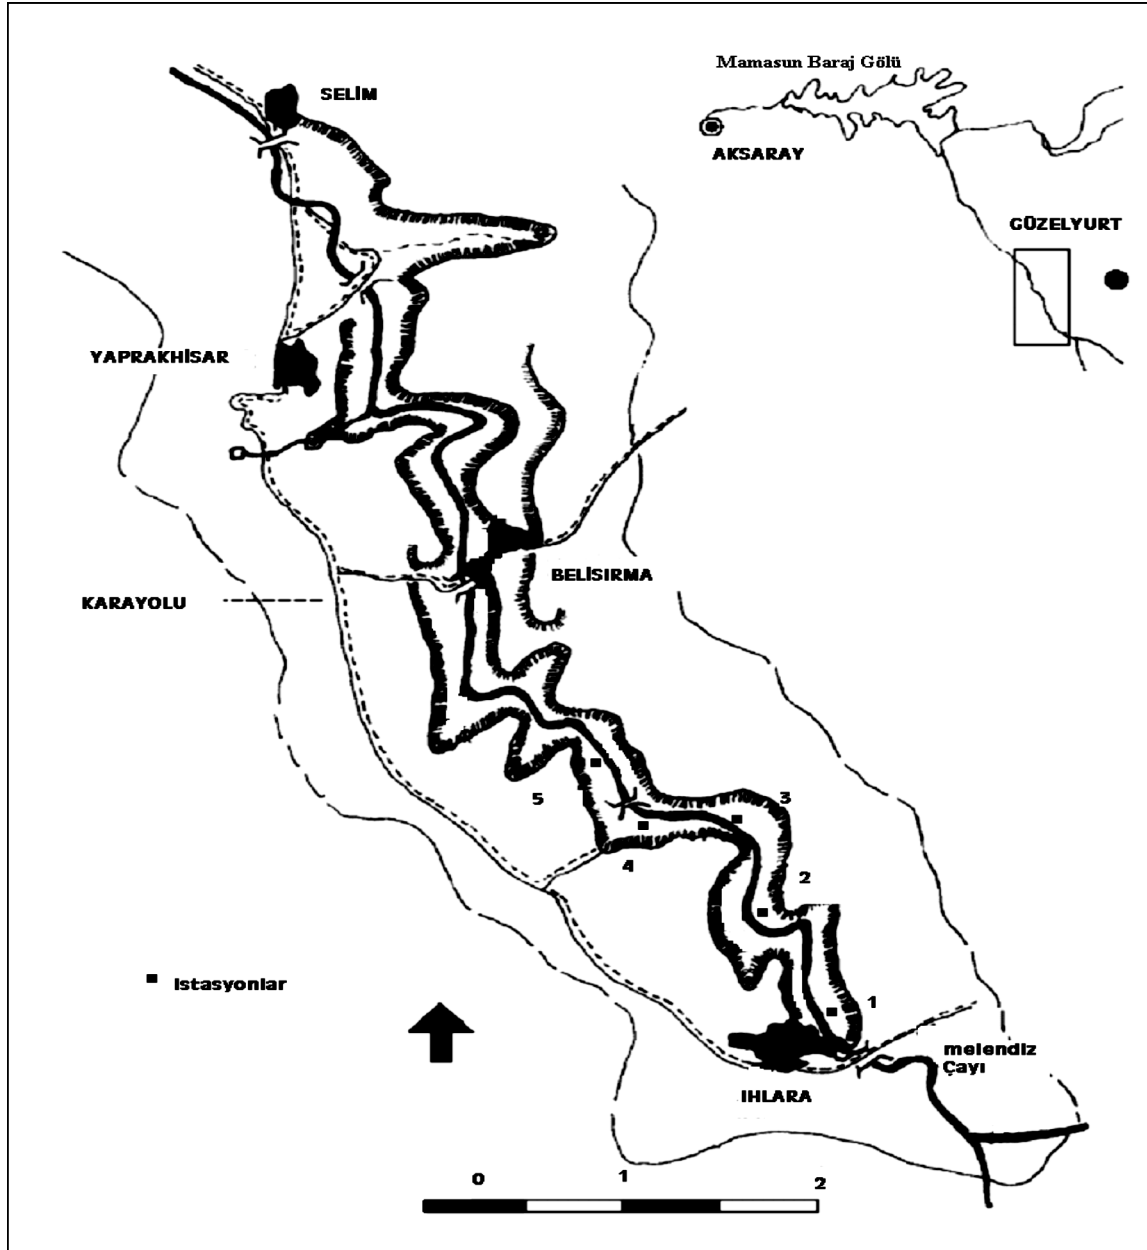 Mamasun Baraj Gölü
SELİM
AKSARAY
GÜZELYURT
YAPRAKHİSAR
BELİSIRMA
KARAYOLU
3
5
4
2
Istasyonlar
1
melendiz
Çayı
IHLARA
0 1 2